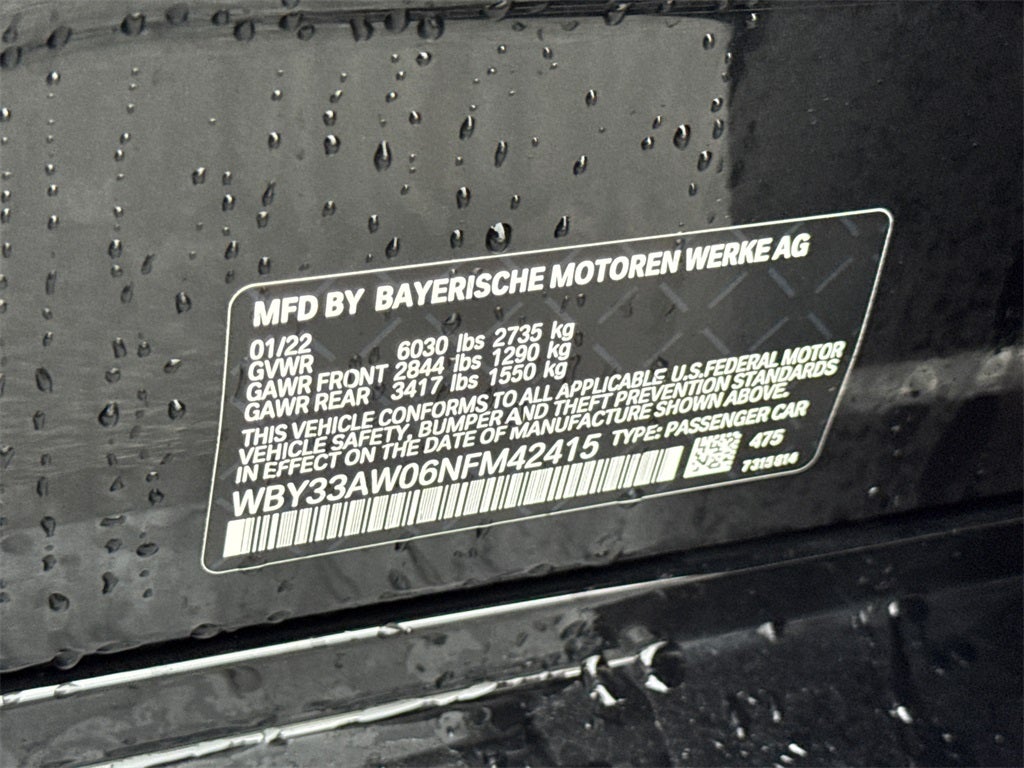 MFD BY BAYERISCHE MOTOREN WERKE AG
01/22
GVWR 6030 lbs 2735 kg
GAWR FRONT 2844 lbs 1290 kg
GAWR REAR 3417 lbs 1550 kg
THIS VEHICLE CONFORMS TO ALL APPLICABLE U.S.FEDERAL MOTOR
VEHICLE SAFETY, BUMPER AND THEFT PREVENTION STANDARDS
IN EFFECT ON THE DATE OF MANUFACTURE SHOWN ABOVE.
WBY33AW06NFM42415 TYPE: PASSENGER CAR
475